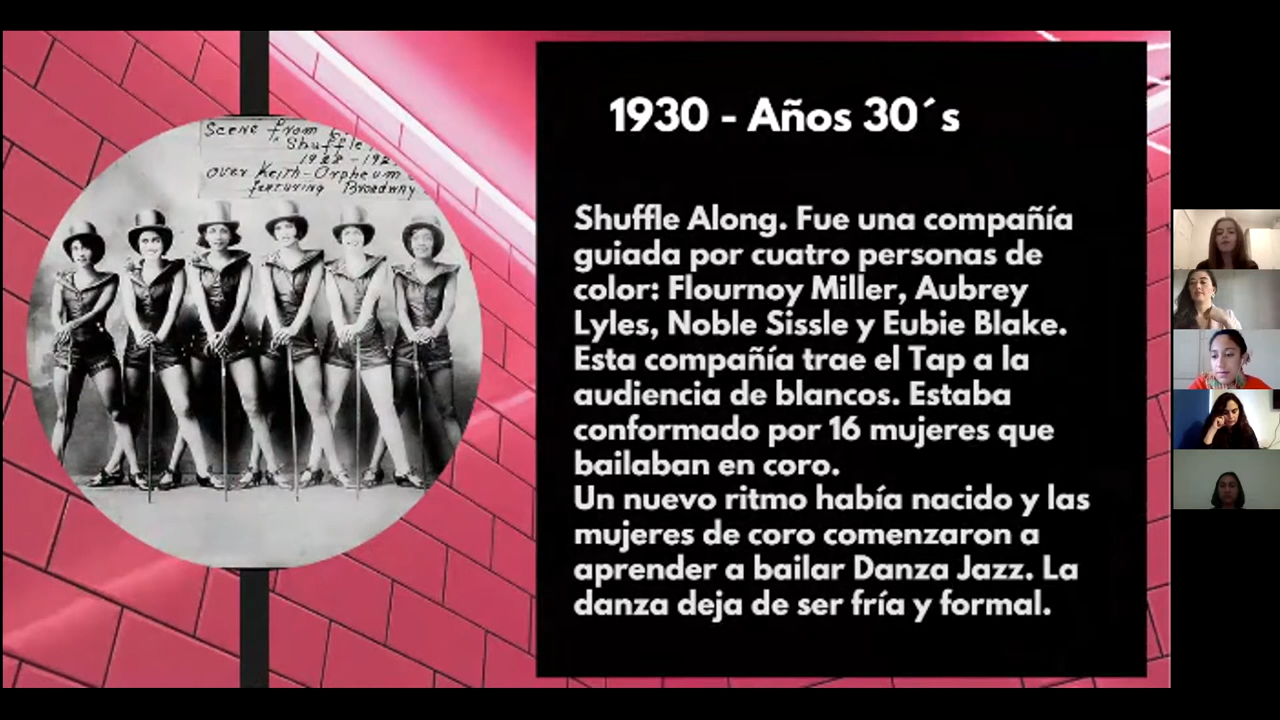 Scene from
Shuffle
over Keith-Orpheum
featuring Broadway
1930 - Años 30´s
Shuffle Along. Fue una compañía
guiada por cuatro personas de
color: Flournoy Miller, Aubrey
Lyles, Noble Sissle y Eubie Blake.
Esta compañía trae el Tap a la
audiencia de blancos. Estaba
conformado por 16 mujeres que
bailaban en coro.
Un nuevo ritmo había nacido y las
mujeres de coro comenzaron a
aprender a bailar Danza Jazz. La
danza deja de ser fría y formal.